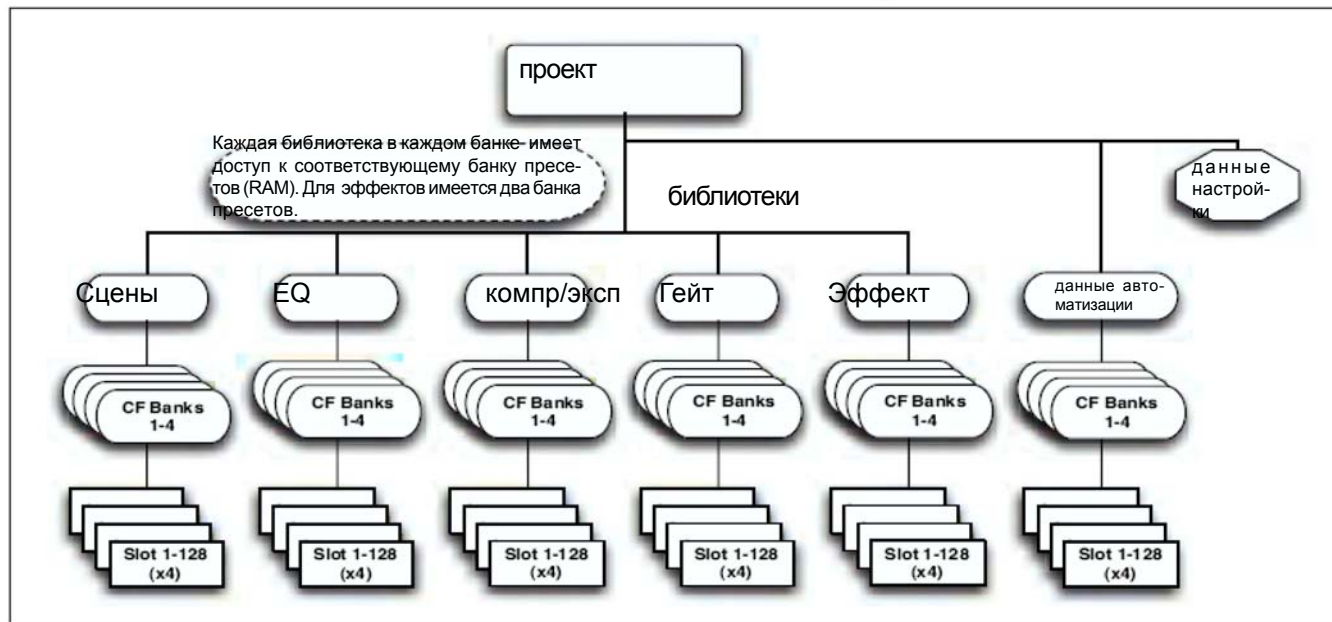 проект
Каждая библиотека в каждом банке имеет
доступ к соответствующему банку пресе-
тов (RAM). Для эффектов имеется два банка
пресетов.
данные
настрой-
ки
библиотеки
Сцены
EQ
компр/эксп
Гейт
Эффект
данные авто-
матизации
CF Banks
1-4
CF Banks
1-4
CF Banks
1-4
CF Banks
1-4
CF Banks
1-4
CF Banks
1-4
Slot 1-128
(x4)
Slot 1-128
(x4)
Slot 1-128
(x4)
Slot 1-128
(x4)
Slot 1-128
(x4)
Slot 1-128
(x4)